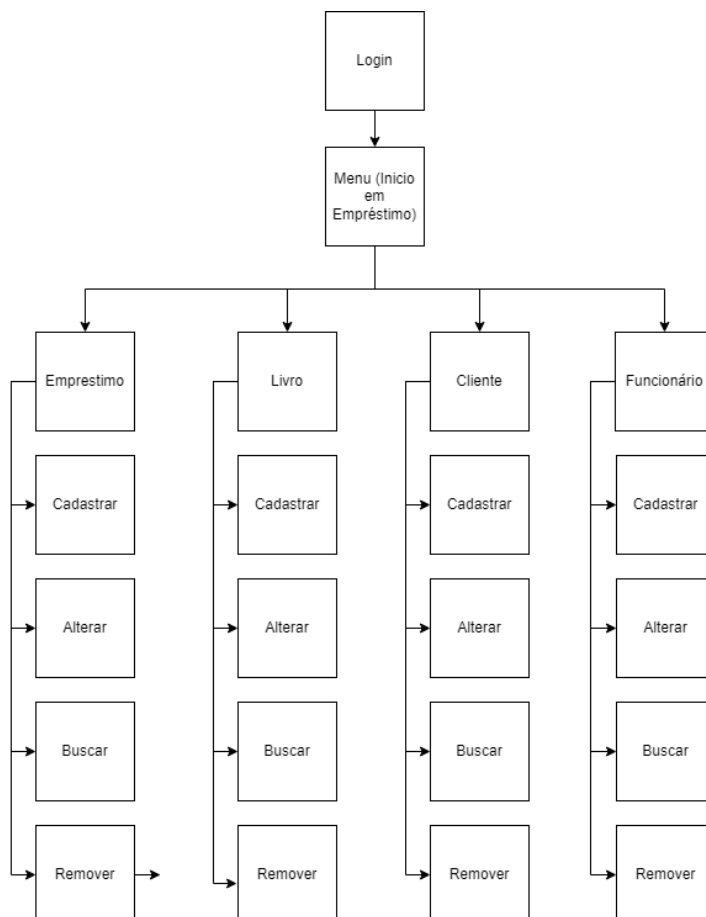 Login
Menu (Inicio
em
Empréstimo)
Emprestimo
Livro
Cliente
Funcionário
Cadastrar
Cadastrar
Cadastrar
Cadastrar
Alterar
Alterar
Alterar
Alterar
Buscar
Buscar
Buscar
Buscar
Remover
Remover
Remover
Remover